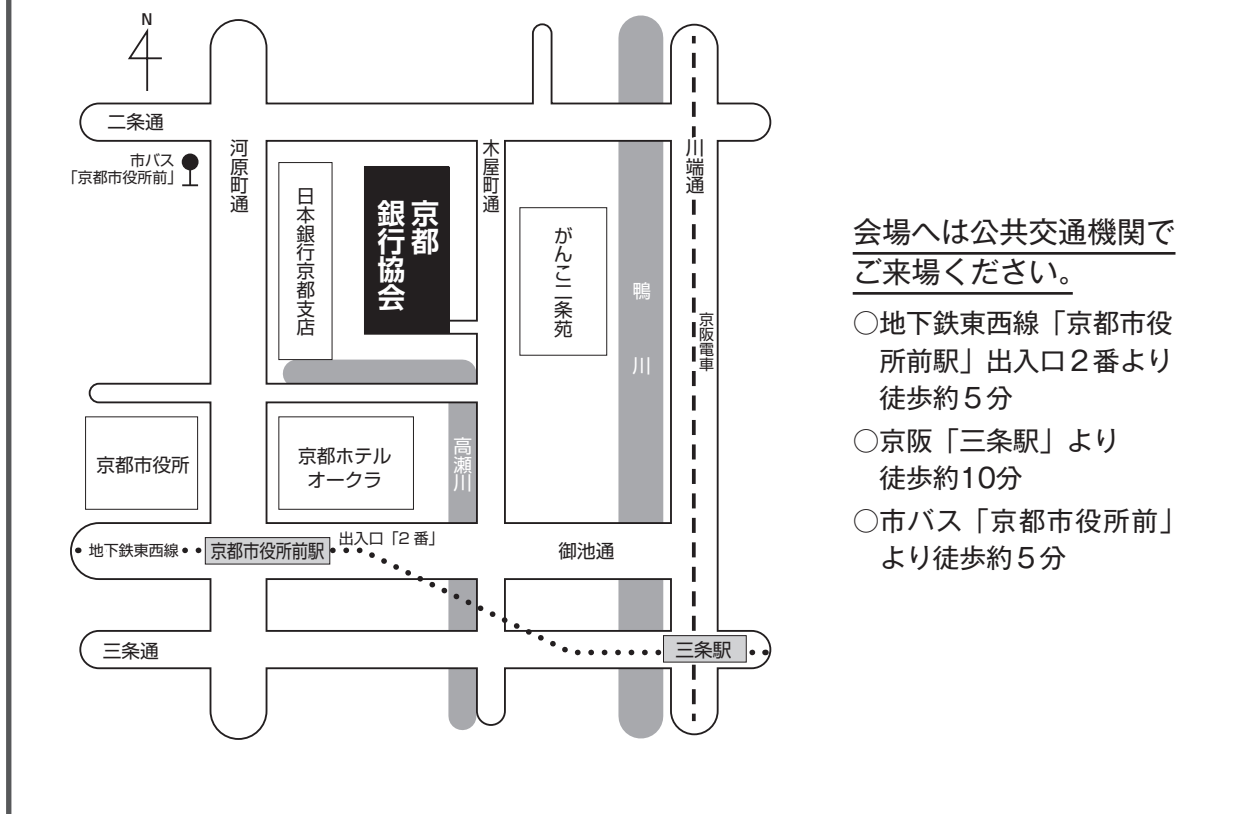 N
二条通
市バス
「京都市役所前」
河原町通
日本銀行京都支店
京都
銀行協会
木屋町通
がんこ二条苑
鴨川
川端通
京阪電車
京都市役所
京都ホテル
オークラ
高瀬川
地下鉄東西線
京都市役所前駅
出入口「2番」
御池通
三条通
三条駅
会場へは公共交通機関で
ご来場ください。
○地下鉄東西線「京都市役
所前駅」出入口2番より
徒歩約5分
○京阪「三条駅」より
徒歩約10分
○市バス「京都市役所前」
より徒歩約5分